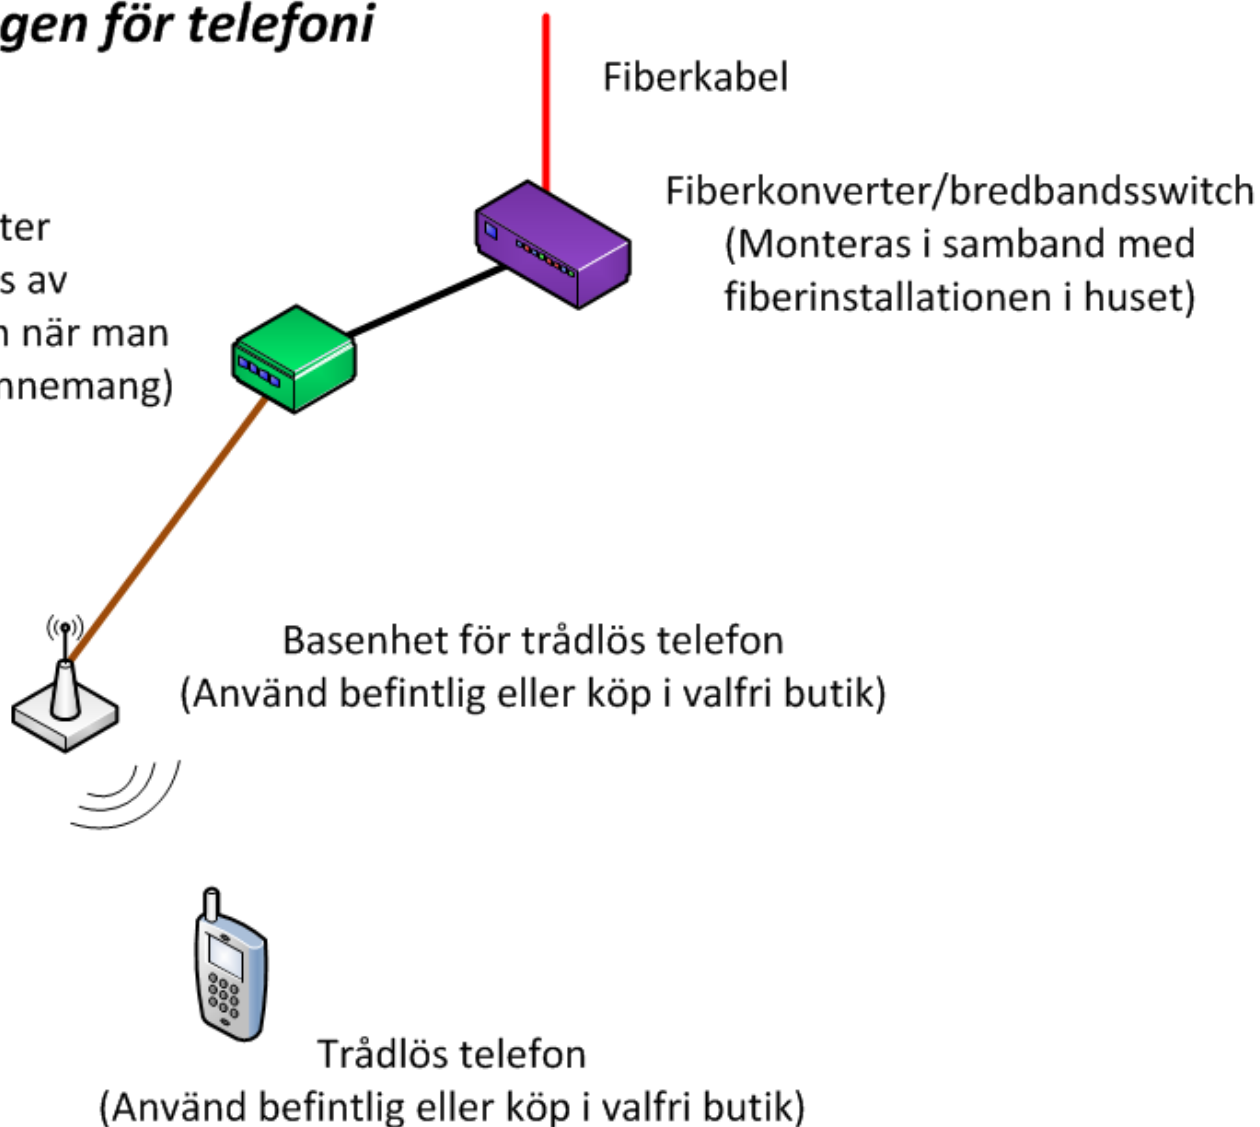 gen för telefoni
Fiberkabel
Fiberkonverter/bredbandsswitch
(Monteras i samband med
fiberinstallationen i huset)
ter
s av
n när man
nnemang)
Basenhet för trådlös telefon
(Använd befintlig eller köp i valfri butik)
Trådlös telefon
(Använd befintlig eller köp i valfri butik)